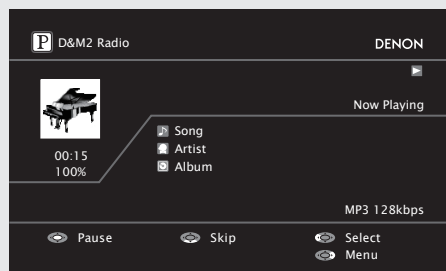 P D&M2 Radio
DENON
Now Playing
Song
Artist
Album
00:15
100%
MP3 128kbps
Pause
Skip
Select
Menu